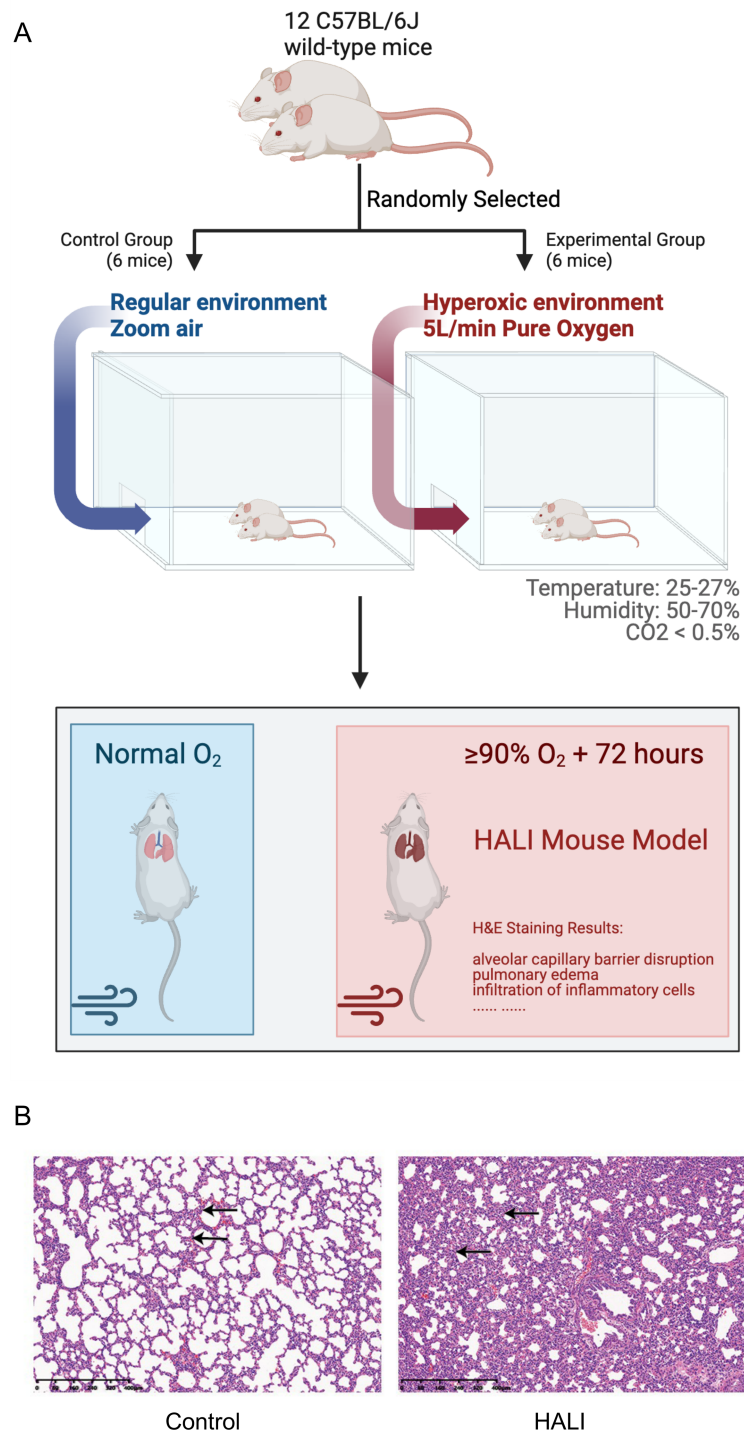 A
12 C57BL/6J
wild-type mice
Randomly Selected
Control Group
(6 mice)
Experimental Group
(6 mice)
Regular environment
Zoom air
Hyperoxic environment
5L/min Pure Oxygen
Temperature: 25-27%
Humidity: 50-70%
CO2 < 0.5%
Normal O₂
≥90% O₂ + 72 hours
HALI Mouse Model
H&E Staining Results:
alveolar capillary barrier disruption
pulmonary edema
infiltration of inflammatory cells
...... ......
B
Control
HALI